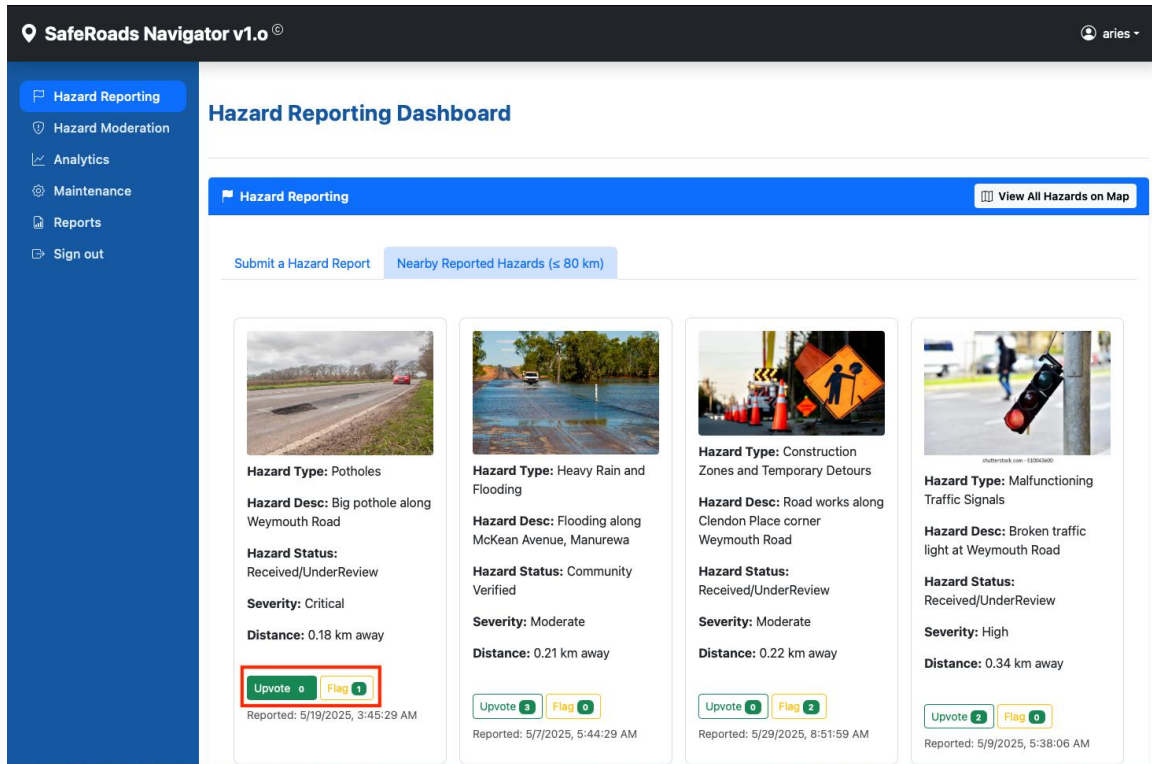 SafeRoads Navigator v1.o ©
aries
Hazard Reporting
Hazard Moderation
Analytics
Maintenance
Reports
Sign out
Hazard Reporting Dashboard
Hazard Reporting
View All Hazards on Map
Submit a Hazard Report
Nearby Reported Hazards (≤ 80 km)
Hazard Type: Potholes
Hazard Desc: Big pothole along
Weymouth Road
Hazard Status:
Received/UnderReview
Severity: Critical
Distance: 0.18 km away
Upvote 0 Flag 1
Reported: 5/19/2025, 3:45:29 AM
Hazard Type: Heavy Rain and
Flooding
Hazard Desc: Flooding along
McKean Avenue, Manurewa
Hazard Status: Community
Verified
Severity: Moderate
Distance: 0.21 km away
Upvote 3 Flag 0
Reported: 5/7/2025, 5:44:29 AM
Hazard Type: Construction
Zones and Temporary Detours
Hazard Desc: Road works along
Clendon Place corner
Weymouth Road
Hazard Status:
Received/UnderReview
Severity: Moderate
Distance: 0.22 km away
Upvote 0 Flag 2
Reported: 5/29/2025, 8:51:59 AM
Hazard Type: Malfunctioning
Traffic Signals
Hazard Desc: Broken traffic
light at Weymouth Road
Hazard Status:
Received/UnderReview
Severity: High
Distance: 0.34 km away
Upvote 2 Flag 0
Reported: 5/9/2025, 5:38:06 AM